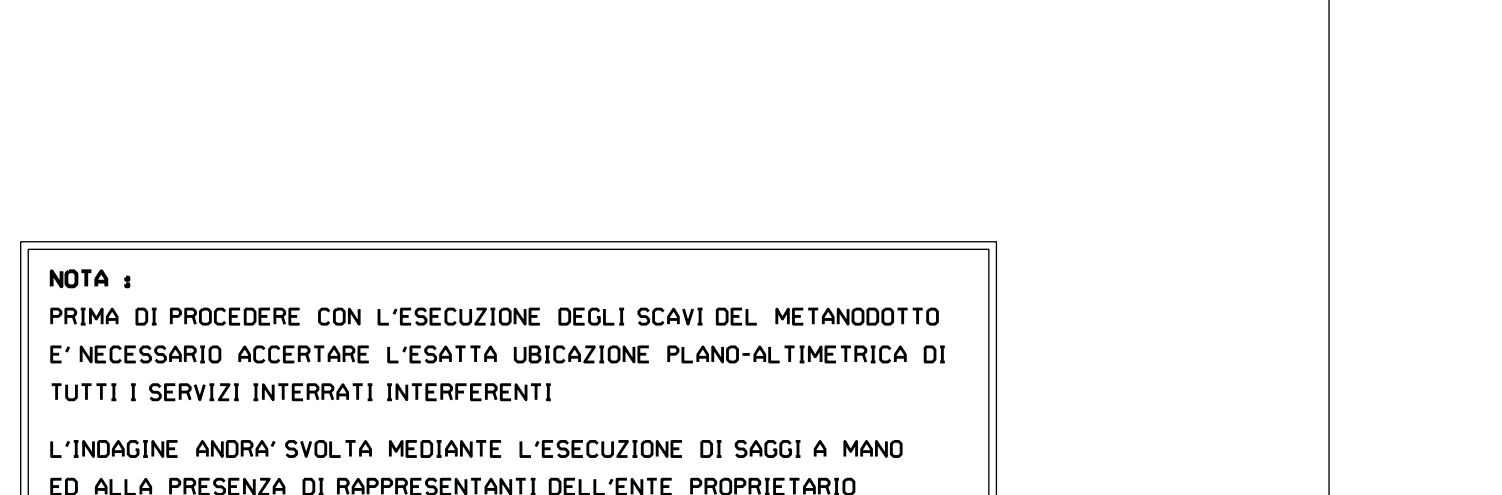 NOTA :
PRIMA DI PROCEDERE CON L'ESECUZIONE DEGLI SCAVI DEL METANODOTTO
E' NECESSARIO ACCERTARE L'ESATTA UBICAZIONE PLANO-ALTIMETRICA DI
TUTTI I SERVIZI INTERRATI INTERFERENTI
L'INDAGINE ANDRA' SVOLTA MEDIANTE L'ESECUZIONE DI SAGGI A MANO
ED ALLA PRESENZA DI RAPPRESENTANTI DELL'ENTE PROPRIETARIO